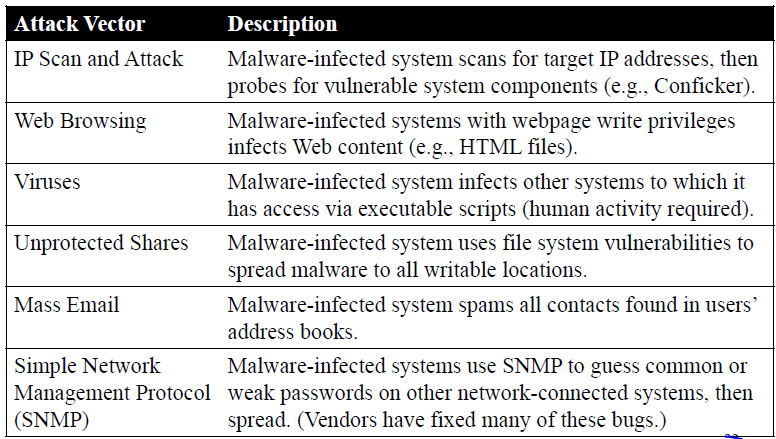 Attack Vector Description
IP Scan and Attack Malware-infected system scans for target IP addresses, then
probes for vulnerable system components (e.g., Conficker).
Web Browsing Malware-infected systems with webpage write privileges
infects Web content (e.g., HTML files).
Viruses Malware-infected system infects other systems to which it
has access via executable scripts (human activity required).
Unprotected Shares Malware-infected system uses file system vulnerabilities to
spread malware to all writable locations.
Mass Email Malware-infected system spams all contacts found in users’
address books.
Simple Network Malware-infected systems use SNMP to guess common or
Management Protocol weak passwords on other network-connected systems, then
(SNMP) spread. (Vendors have fixed many of these bugs.)